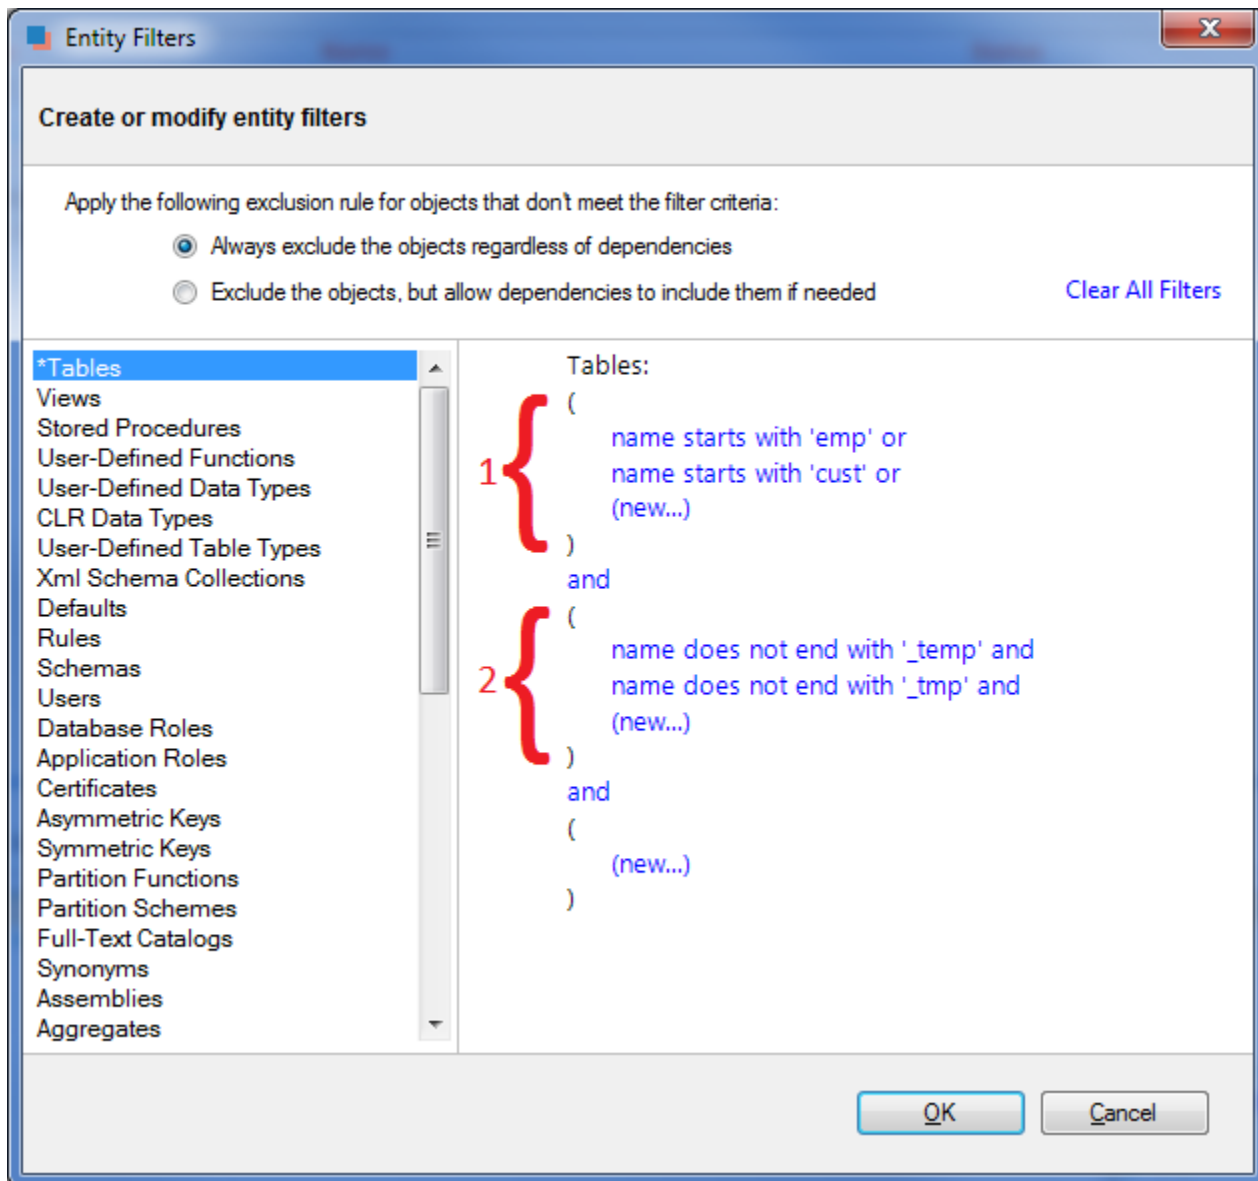 Entity Filters
Create or modify entity filters
Apply the following exclusion rule for objects that don't meet the filter criteria:
Always exclude the objects regardless of dependencies
Exclude the objects, but allow dependencies to include them if needed
Clear All Filters
*Tables
Views
Stored Procedures
User-Defined Functions
User-Defined Data Types
CLR Data Types
User-Defined Table Types
Xml Schema Collections
Defaults
Rules
Schemas
Users
Database Roles
Application Roles
Certificates
Asymmetric Keys
Symmetric Keys
Partition Functions
Partition Schemes
Full-Text Catalogs
Synonyms
Assemblies
Aggregates
Tables:
(
name starts with 'emp' or
1
name starts with 'cust' or
(new...)
)
and
(
name does not end with '_temp' and
2
name does not end with '_tmp' and
(new...)
)
and
(
(new...)
)
OK
Cancel